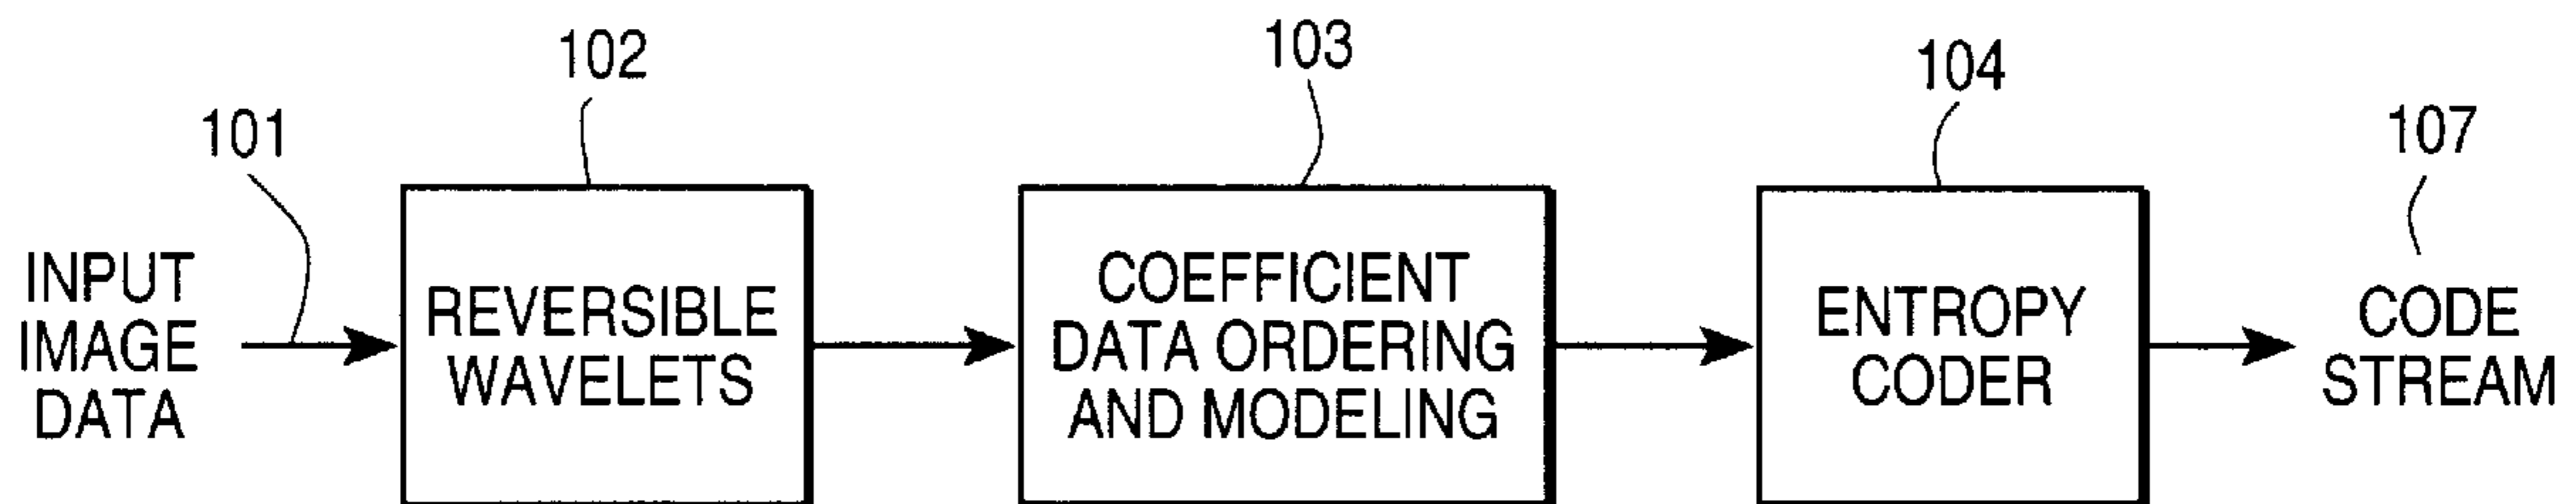 102
103
104
101
107
INPUT
IMAGE
DATA
REVERSIBLE
WAVELETS
COEFFICIENT
DATA ORDERING
AND MODELING
ENTROPY
CODER
CODE
STREAM